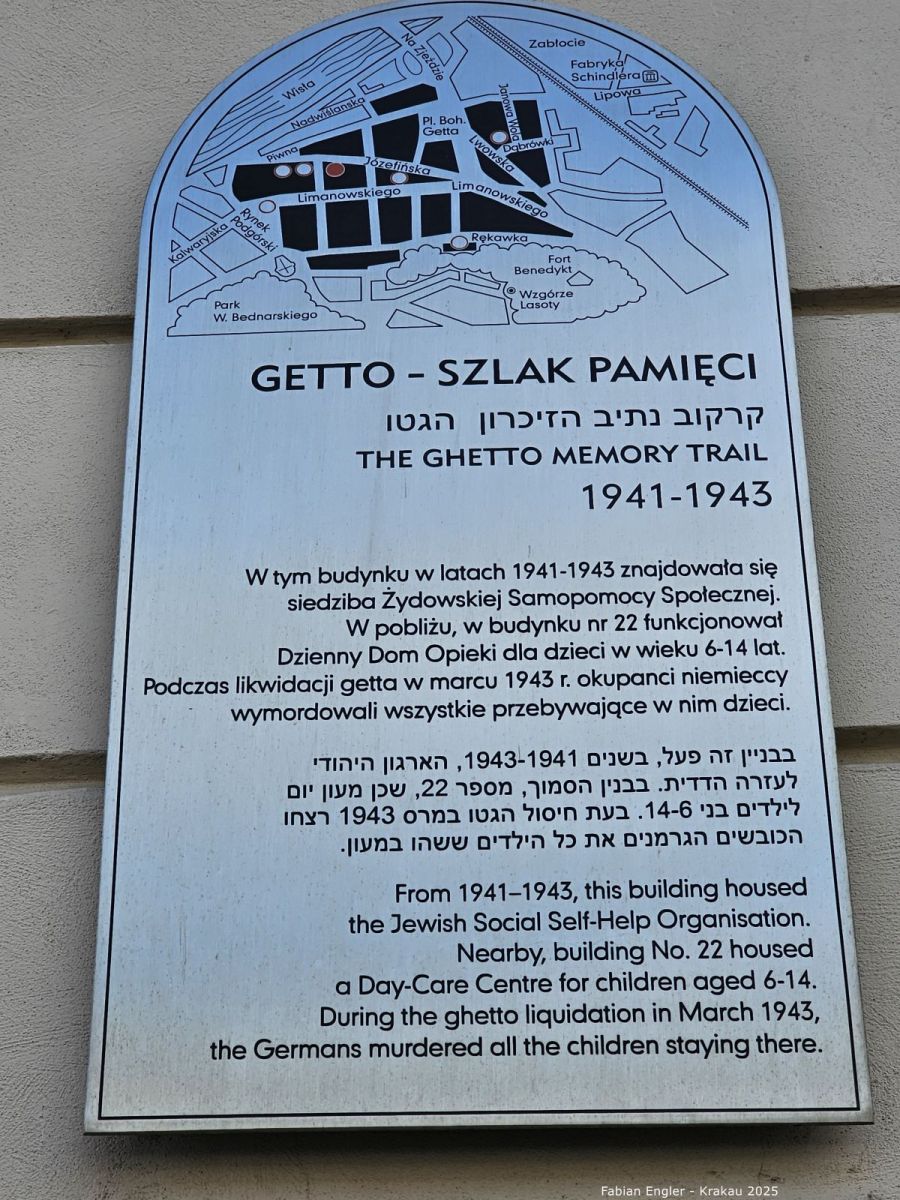 Wisła
Na Zjeździe
Zabłocie
Fabryka
Schindlera
Lipowa
Nadwiślańska
Pl. Boh.
Getta
Janowa Wola
Dąbrówki
Piwna
Józefińska
Lwowska
Limanowskiego
Limanowskiego
Kalwaryjska
Rynek
Podgórski
Rękawka
Fort
Benedykt
Wzgórze
Lasoty
Park
W. Bednarskiego
GETTO – SZLAK PAMIĘCI
קרקוב נתיב הזיכרון הגטו
THE GHETTO MEMORY TRAIL
1941-1943
W tym budynku w latach 1941-1943 znajdowała się
siedziba Żydowskiej Samopomocy Społecznej.
W pobliżu, w budynku nr 22 funkcjonował
Dzienny Dom Opieki dla dzieci w wieku 6-14 lat.
Podczas likwidacji getta w marcu 1943 r. okupanci niemieccy
wymordowali wszystkie przebywające w nim dzieci.
בבניין זה פעל, בשנים 1943-1941, הארגון היהודי
לעזרה הדדית. בבנין הסמוך, מספר 22, שכן מעון יום
לילדים בני 14-6. בעת חיסול הגטו במרס 1943 רצחו
הכובשים הגרמנים את כל הילדים ששהו במעון.
From 1941–1943, this building housed
the Jewish Social Self-Help Organisation.
Nearby, building No. 22 housed
a Day-Care Centre for children aged 6-14.
During the ghetto liquidation in March 1943,
the Germans murdered all the children staying there.
Fabian Engler - Krakau 2025